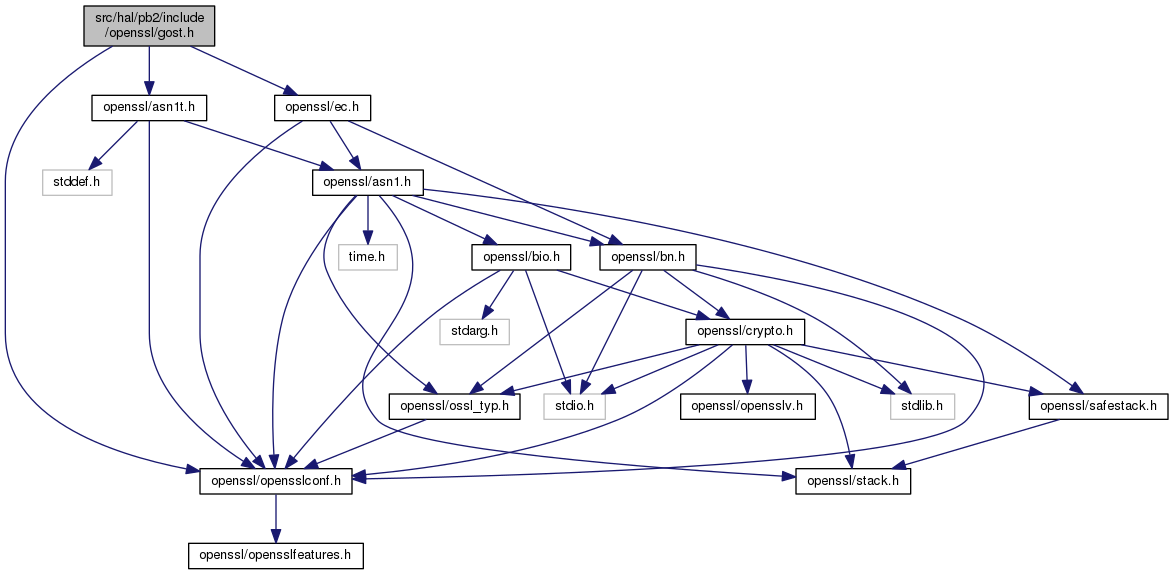 src/hal/pb2/include
/openssl/gost.h
openssl/asn1t.h
openssl/ec.h
stddef.h
openssl/asn1.h
time.h
openssl/bio.h
openssl/bn.h
stdarg.h
openssl/crypto.h
openssl/ossl_typ.h
stdio.h
openssl/opensslv.h
stdlib.h
openssl/safestack.h
openssl/opensslconf.h
openssl/stack.h
openssl/opensslfeatures.h